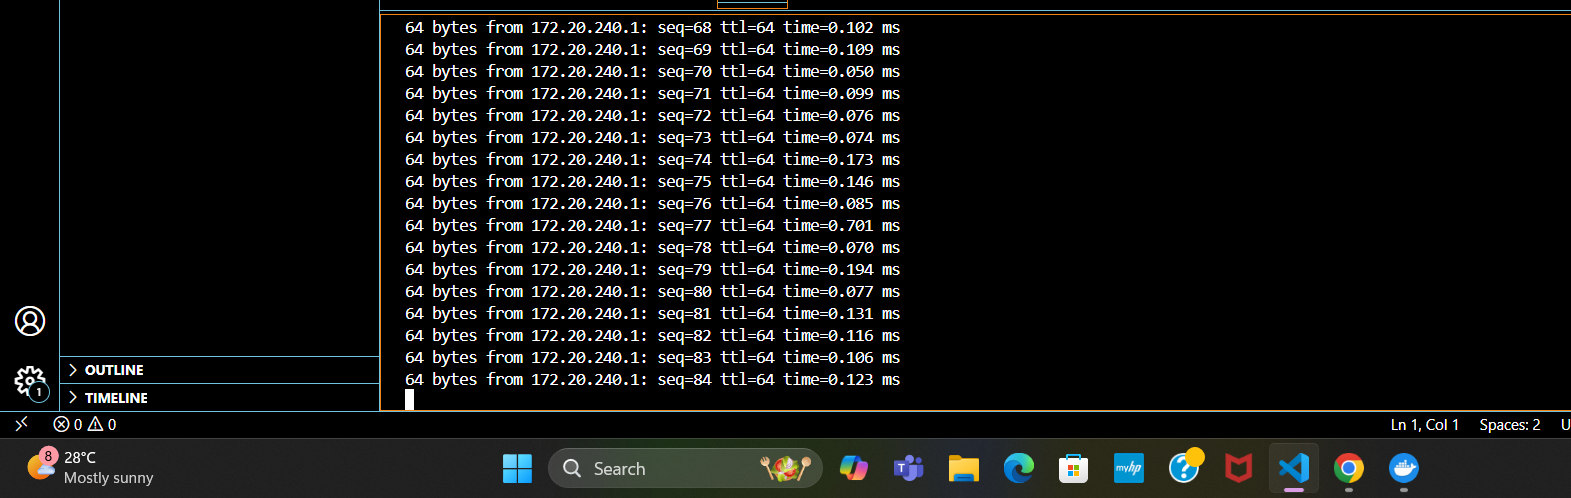 64 bytes from 172.20.240.1: seq=68 ttl=64 time=0.102 ms
64 bytes from 172.20.240.1: seq=69 ttl=64 time=0.109 ms
64 bytes from 172.20.240.1: seq=70 ttl=64 time=0.050 ms
64 bytes from 172.20.240.1: seq=71 ttl=64 time=0.099 ms
64 bytes from 172.20.240.1: seq=72 ttl=64 time=0.076 ms
64 bytes from 172.20.240.1: seq=73 ttl=64 time=0.074 ms
64 bytes from 172.20.240.1: seq=74 ttl=64 time=0.173 ms
64 bytes from 172.20.240.1: seq=75 ttl=64 time=0.146 ms
64 bytes from 172.20.240.1: seq=76 ttl=64 time=0.085 ms
64 bytes from 172.20.240.1: seq=77 ttl=64 time=0.701 ms
64 bytes from 172.20.240.1: seq=78 ttl=64 time=0.070 ms
64 bytes from 172.20.240.1: seq=79 ttl=64 time=0.194 ms
64 bytes from 172.20.240.1: seq=80 ttl=64 time=0.077 ms
64 bytes from 172.20.240.1: seq=81 ttl=64 time=0.131 ms
64 bytes from 172.20.240.1: seq=82 ttl=64 time=0.116 ms
64 bytes from 172.20.240.1: seq=83 ttl=64 time=0.106 ms
64 bytes from 172.20.240.1: seq=84 ttl=64 time=0.123 ms
OUTLINE
1
TIMELINE
0 0 Ln 1, Col 1 Spaces: 2 U
8 28°C
Mostly sunny
Search
myhp